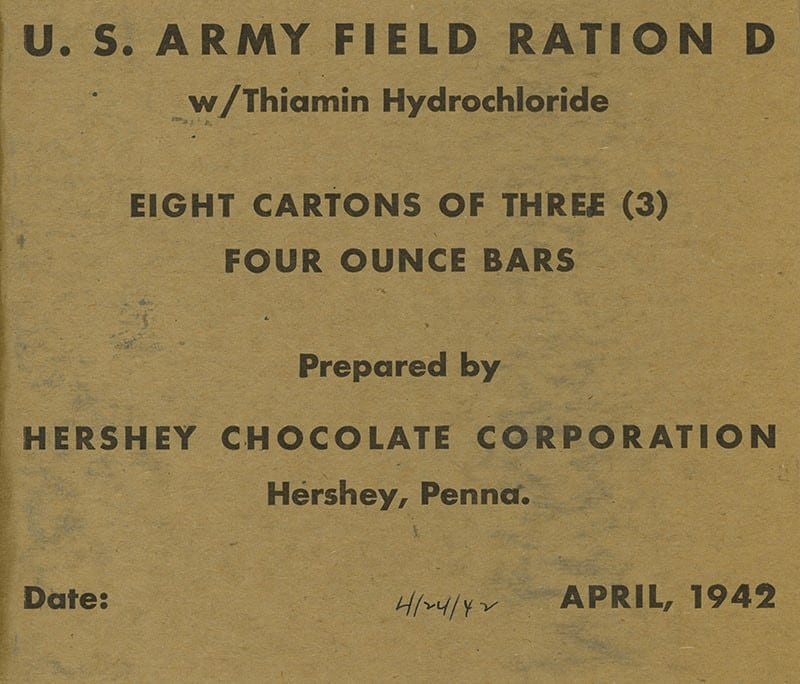 U. S. ARMY FIELD RATION D
w/Thiamin Hydrochloride
EIGHT CARTONS OF THREE (3)
FOUR OUNCE BARS
Prepared by
HERSHEY CHOCOLATE CORPORATION
Hershey, Penna.
Date: 4/24/42 APRIL, 1942